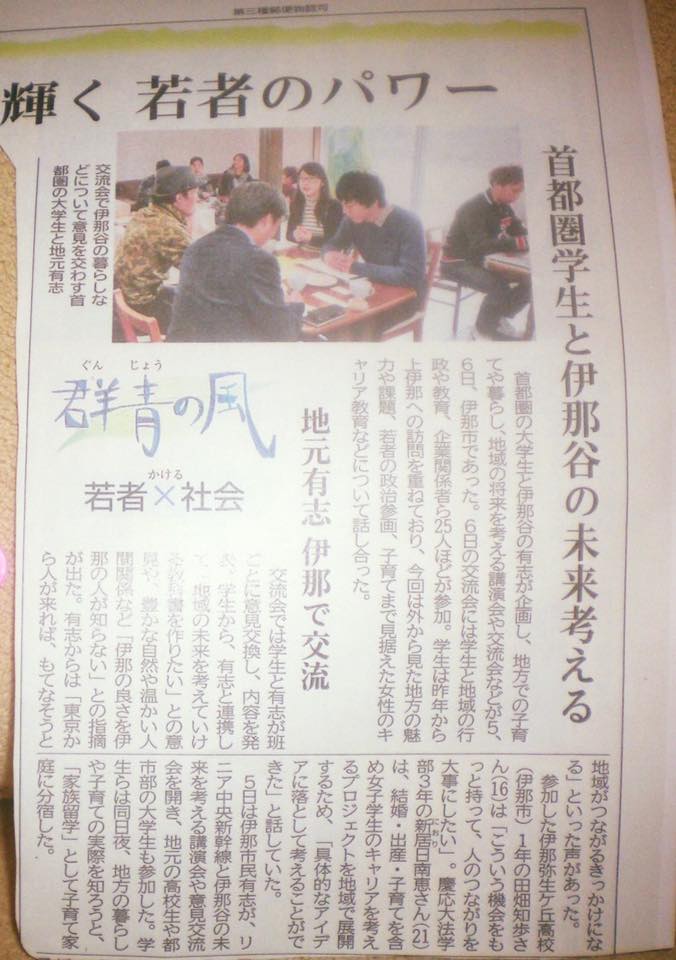 第三種郵便物認可
輝く 若者のパワー
首都圏学生と伊那谷の未来考える
地元有志 伊那で交流
交流会で伊那谷の暮らしな
どについて意見を交わす首
都圏の大学生と地元有志
ぐん じょう
群青の風
かける
若者×社会
首都圏の大学生と伊那谷の有志が企画し、地方での子育
てや暮らし、地域の将来を考える講演会や交流会などが5、
6日、伊那市であった。6日の交流会には学生と地域の行
政や教育、企業関係者ら25人ほどが参加。学生は昨年から
上伊那への訪問を重ねており、今回は外から見た地方の魅
力や課題、若者の政治参画、子育てまで見据えた女性のキ
ャリア教育などについて話し合った。
交流会では学生と有志が班
ごとに意見交換し、内容を発
表。学生から、有志と連携し
て「地域の未来を考えていけ
る教科書を作りたい」との意
見や、豊かな自然や温かい人
間関係など「伊那の良さを伊
那の人が知らない」との指摘
が出た。有志からは「東京か
ら人が来れば、もてなそうと
地域がつながるきっかけにな
る」といった声があった。
参加した伊那弥生ケ丘高校
(伊那市)1年の田畑知歩さ
ん(16)は「こういう機会をも
っと持って、人のつながりを
大事にしたい」。慶応大法学
部3年の新居日南恵さん(21)
におり
は、結婚・出産・子育てを含
め女子学生のキャリアを考え
るプロジェクトを地域で展開
するため、「具体的なアイデ
アに落として考えることがで
きた」と話していた。
5日は伊那市民有志が、リ
ニア中央新幹線と伊那谷の未
来を考える講演会や意見交流
会を開き、地元の高校生や都
市部の大学生も参加した。学
生らは同日夜、地方の暮らし
や子育ての実際を知ろうと、
「家族留学」として子育て家
庭に分宿した。